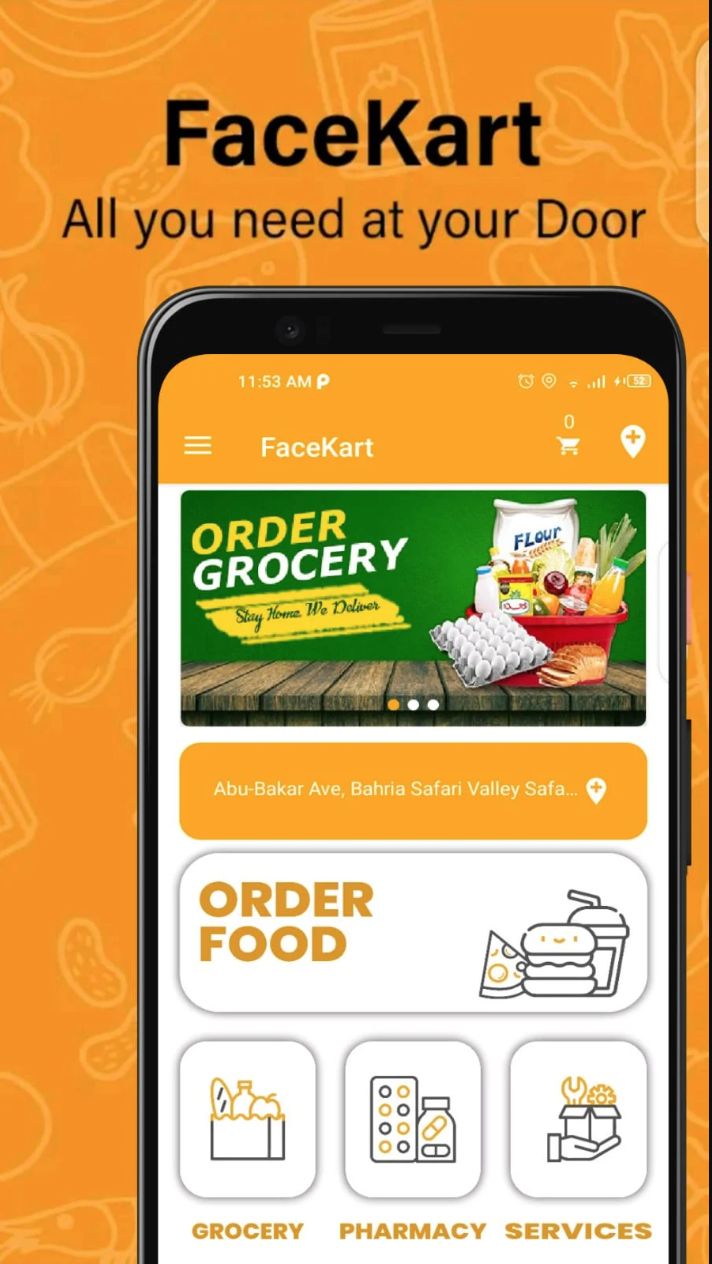 FaceKart
All you need at your Door
11:53 AM
52
0
FaceKart
ORDER
GROCERY
Stay Home, We Deliver
FLOUR
Abu-Bakar Ave, Bahria Safari Valley Safa...
ORDER
FOOD
GROCERY PHARMACY SERVICES